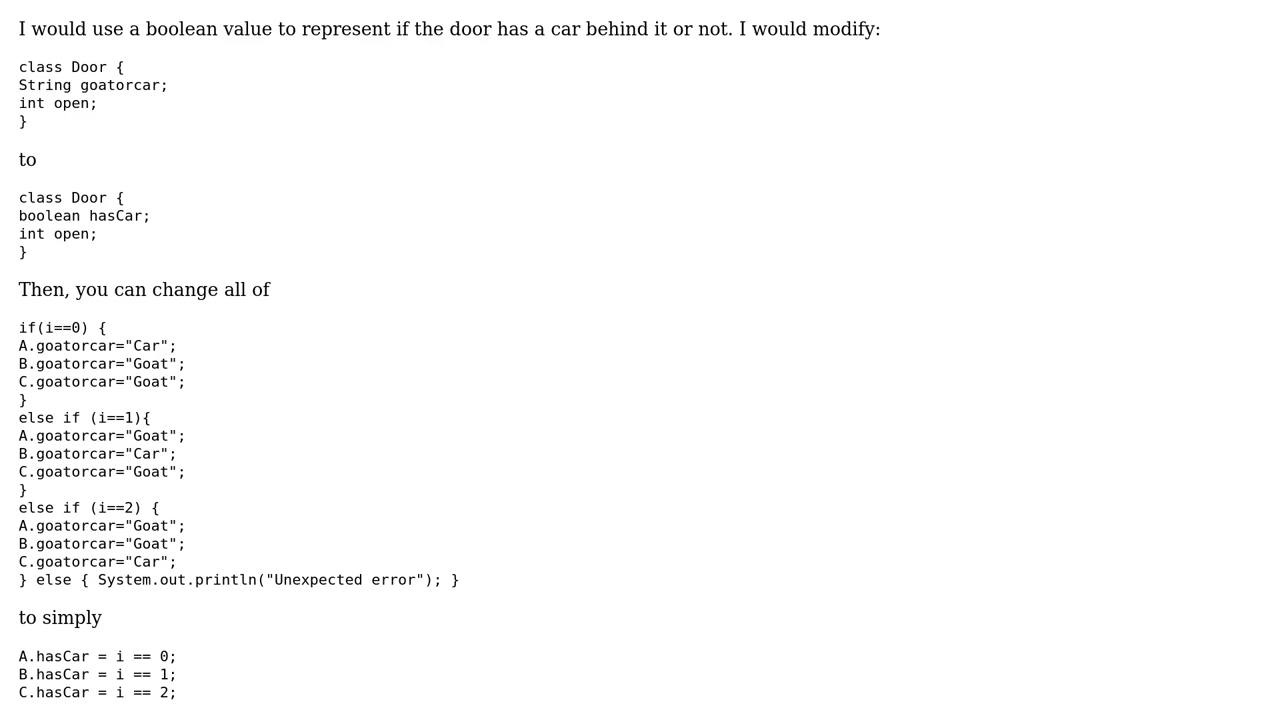 I would use a boolean value to represent if the door has a car behind it or not. I would modify:
class Door {
String goatorcar;
int open;
}
to
class Door {
boolean hasCar;
int open;
}
Then, you can change all of
if(i==0) {
A.goatorcar="Car";
B.goatorcar="Goat";
C.goatorcar="Goat";
}
else if (i==1){
A.goatorcar="Goat";
B.goatorcar="Car";
C.goatorcar="Goat";
}
else if (i==2) {
A.goatorcar="Goat";
B.goatorcar="Goat";
C.goatorcar="Car";
} else { System.out.println("Unexpected error"); }
to simply
A.hasCar = i == 0;
B.hasCar = i == 1;
C.hasCar = i == 2;